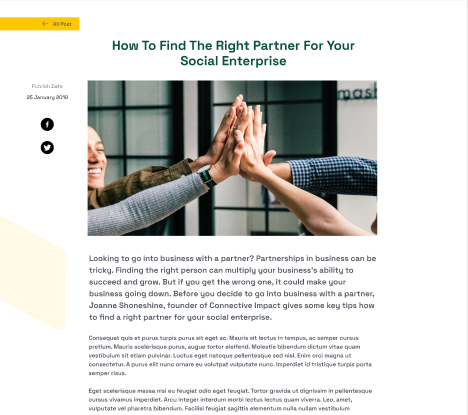 ← All Post
How To Find The Right Partner For Your
Social Enterprise
Publish Date
25 January 2018
mast
Looking to go into business with a partner? Partnerships in business can be
tricky. Finding the right person can multiply your business's ability to
succeed and grow. But if you get the wrong one, it could make your
business going down. Before you decide to go into business with a partner,
Joanne Shoneshine, founder of Connective Impact gives some key tips how
to find a right partner for your social enterprise.
Consequat quis et purus turpis purus sit eget ac. Mauris sit lectus in tempus, ac semper cursus
pretium. Mauris scelerisque purus, augue tortor eleifend. Molestie bibendum dictum vitae quam
vestibulum sit etiam pulvinar. Luctus eget natoque pellentesque sed nisl. Enim orci magna ut
consectetur. A purus elit nunc ornare eu volutpat vulputate nunc. Imperdiet id tristique turpis porta
semper risus.
Eget scelerisque massa nisi eu feugiat odio eget feugiat. Tortor gravida ut dignissim in pellentesque
cursus vivamus imperdiet. Arcu integer interdum morbi lectus lectus quam viverra. Leo, amet,
vulputate vel pharetra bibendum. Facilisi feugiat sagittis elementum nulla nullam vestibulum